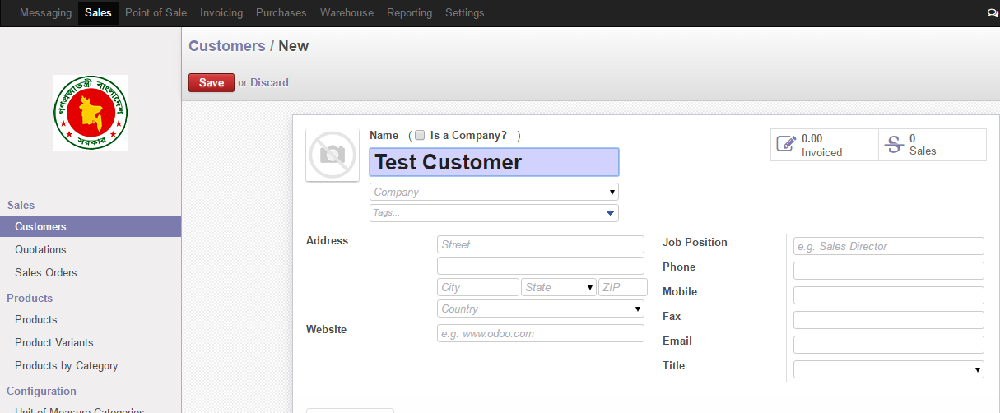 Messaging Sales Point of Sale Invoicing Purchases Warehouse Reporting Settings
Customers / New
Save or Discard
গণপ্রজাতন্ত্রী বাংলাদেশ
সরকার
Sales
Customers
Quotations
Sales Orders
Products
Products
Product Variants
Products by Category
Configuration
Unit of Measure Categories
Name ( Is a Company? )
Test Customer
Company
Tags...
0.00
Invoiced
0
Sales
Address
Street...
City State ZIP
Country
Website
e.g. www.odoo.com
Job Position
e.g. Sales Director
Phone
Mobile
Fax
Email
Title